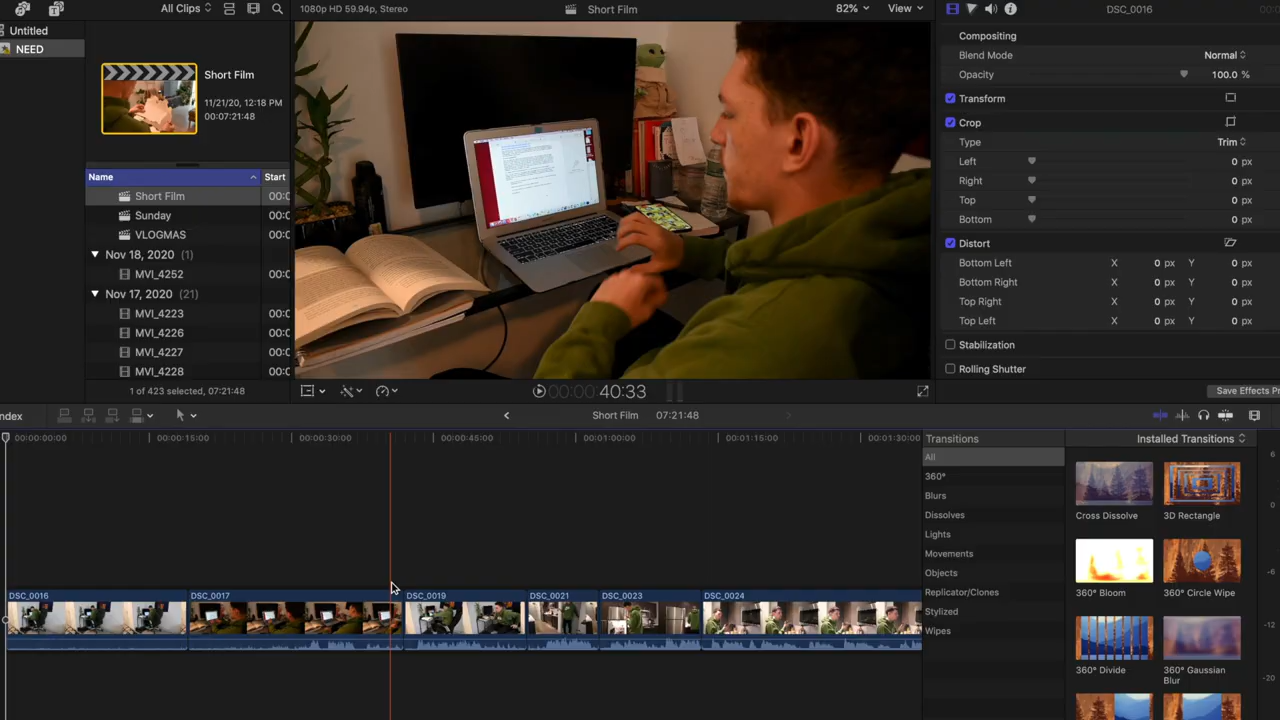 All Clips
1080p HD 59.94p, Stereo
Short Film
82%
View
DSC_0016
Untitled
NEED
Short Film
11/21/20, 12:18 PM
00:07:21:48
Name
Start
Short Film
00:0
Sunday
00:0
VLOGMAS
00:0
Nov 18, 2020 (1)
MVI_4252
00:0
Nov 17, 2020 (21)
MVI_4223
00:0
MVI_4226
00:0
MVI_4227
00:0
MVI_4228
00:0
1 of 423 selected, 07:21:48
00:00:40:33
Compositing
Blend Mode
Normal
Opacity
100.0 %
Transform
Crop
Type
Trim
Left
0 px
Right
0 px
Top
0 px
Bottom
0 px
Distort
Bottom Left X 0 px Y 0 px
Bottom Right X 0 px Y 0 px
Top Right X 0 px Y 0 px
Top Left X 0 px Y 0 px
Stabilization
Rolling Shutter
Save Effects Pr
ndex
Short Film
07:21:48
00:00:00:00
00:00:15:00
00:00:30:00
00:00:45:00
00:01:00:00
00:01:15:00
00:01:30:00
DSC_0016
DSC_0017
DSC_0019
DSC_0021
DSC_0023
DSC_0024
Transitions
Installed Transitions
All
360°
Blurs
Dissolves
Lights
Movements
Objects
Replicator/Clones
Stylized
Wipes
Cross Dissolve
3D Rectangle
360° Bloom
360° Circle Wipe
360° Divide
360° Gaussian
Blur
6
0
-6
-12
-20